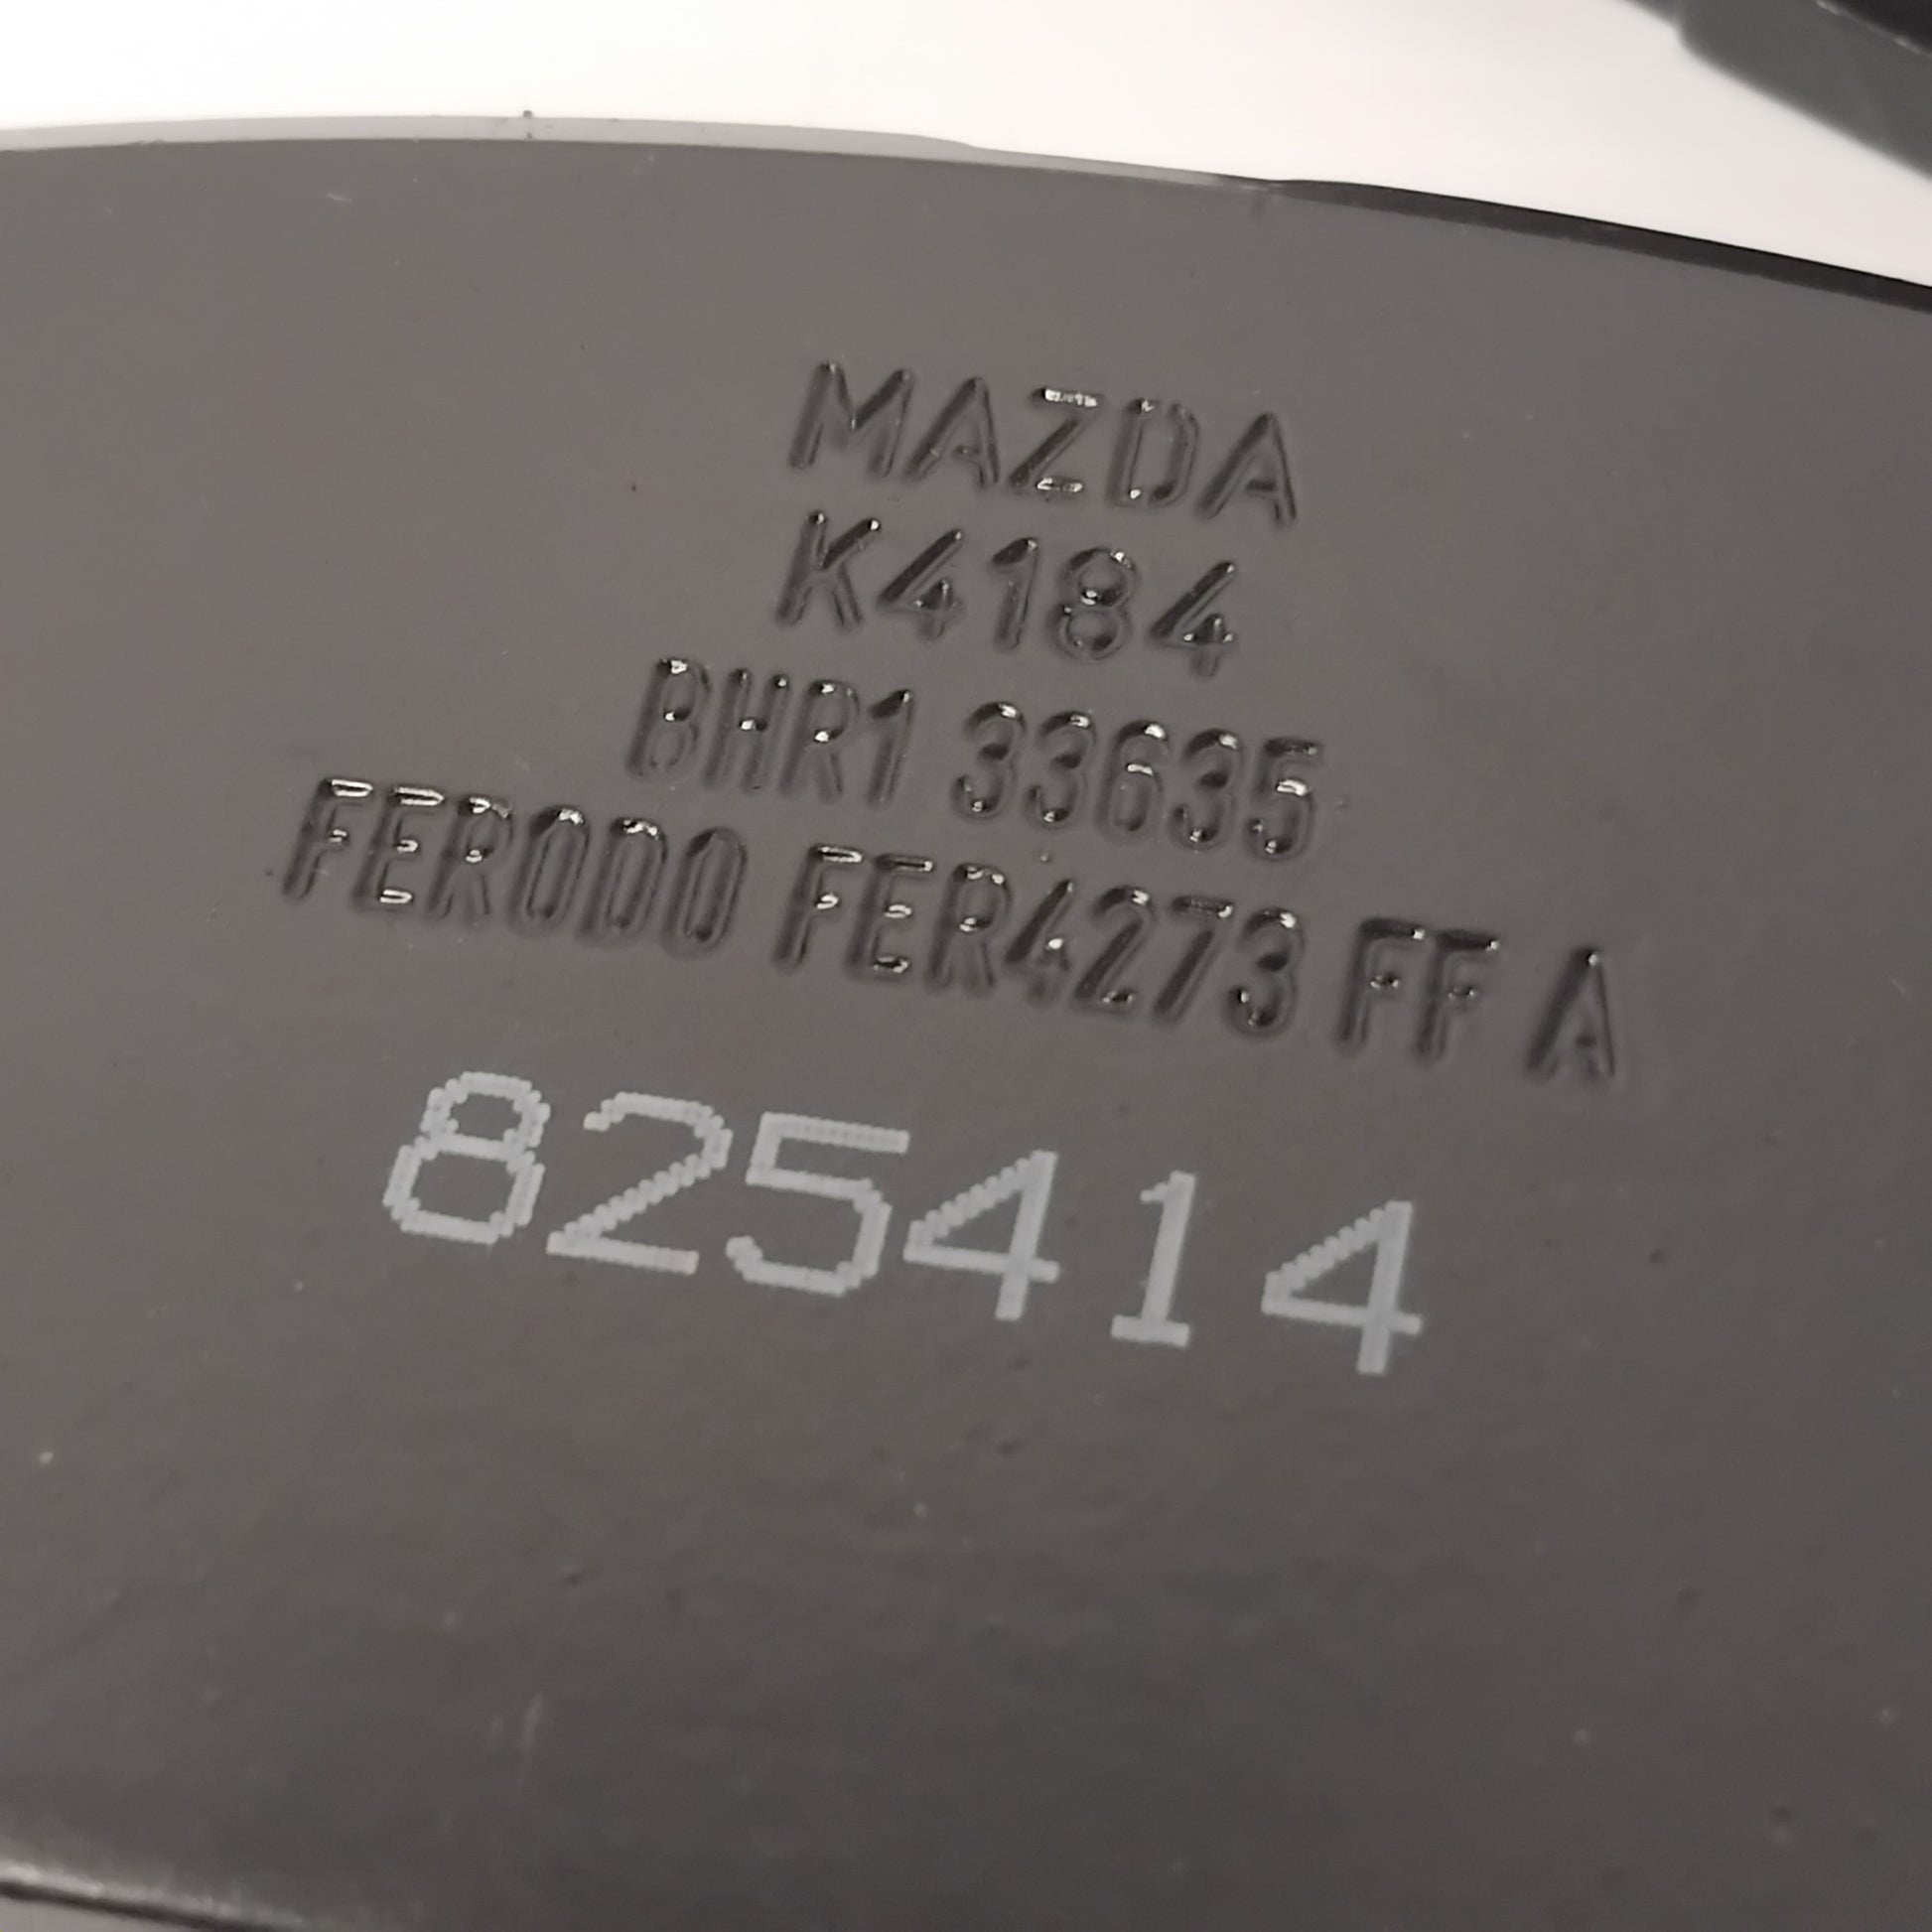 MAZDA
K4184
BHR1 33635
FERODO FER4273 FF A
825414